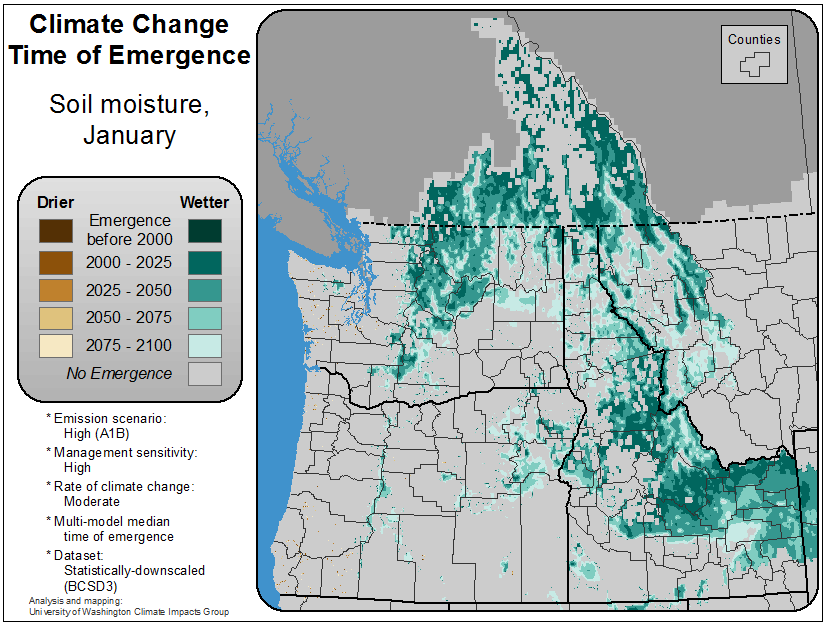 Climate Change
Time of Emergence
Soil moisture,
January
Drier
Wetter
Emergence
before 2000
2000 - 2025
2025 - 2050
2050 - 2075
2075 - 2100
No Emergence
* Emission scenario:
High (A1B)
* Management sensitivity:
High
* Rate of climate change:
Moderate
* Multi-model median
time of emergence
* Dataset:
Statistically-downscaled
(BCSD3)
Analysis and mapping:
University of Washington Climate Impacts Group
Counties